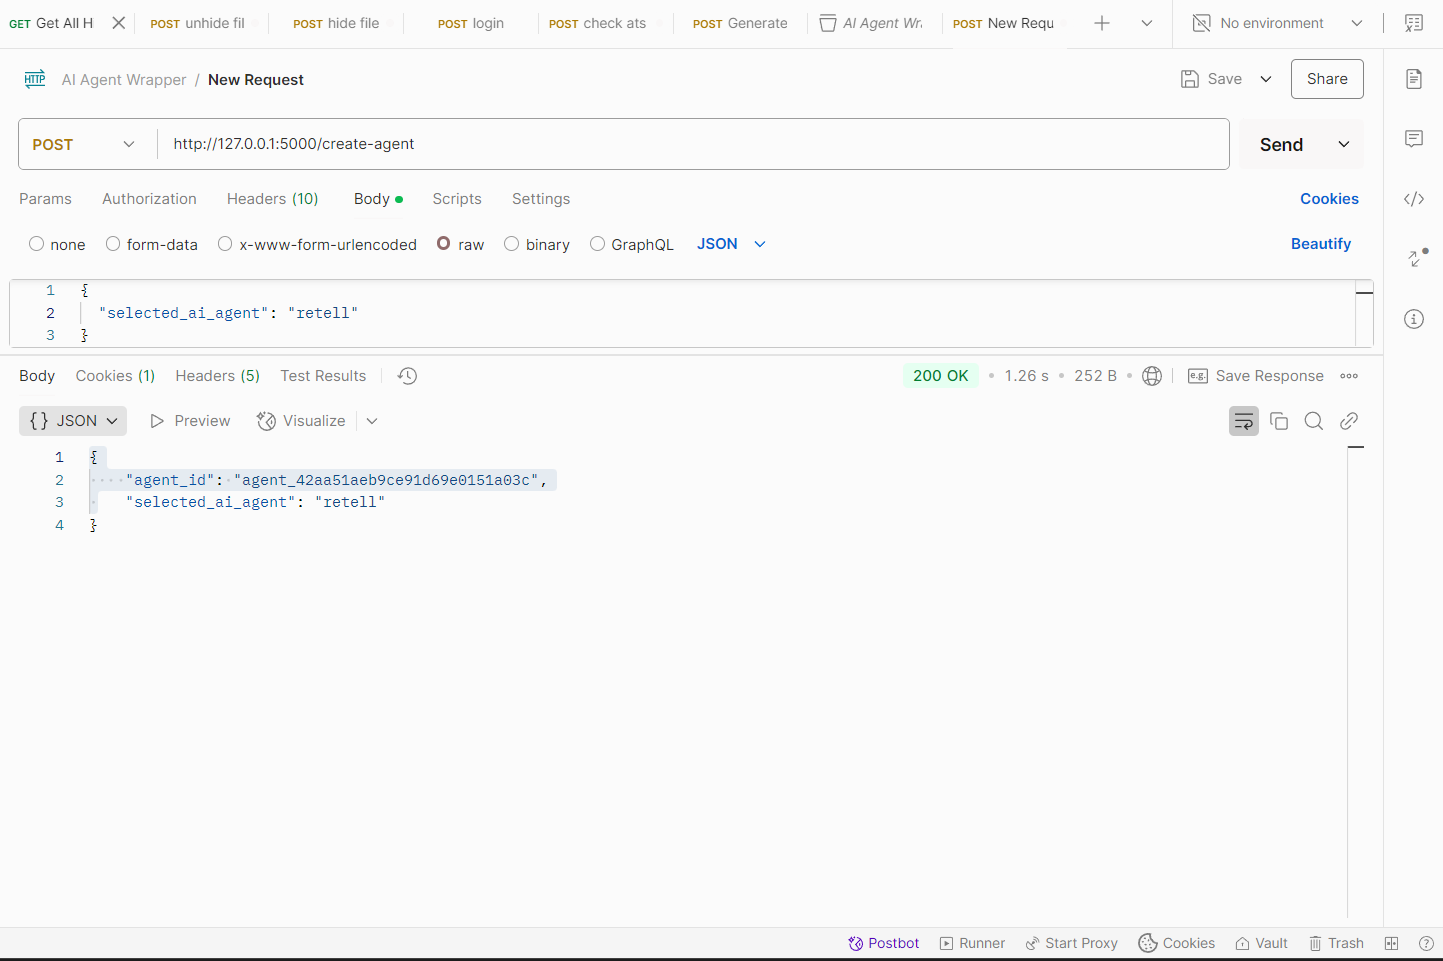 GET Get All H POST unhide fil POST hide file POST login POST check ats POST Generate AI Agent Wr POST New Requ No environment
HTTP AI Agent Wrapper / New Request Save Share
POST http://127.0.0.1:5000/create-agent Send
Params Authorization Headers (10) Body Scripts Settings Cookies
none form-data x-www-form-urlencoded raw binary GraphQL JSON Beautify
1 {
2 "selected_ai_agent": "retell"
3 }
Body Cookies (1) Headers (5) Test Results 200 OK • 1.26 s • 252 B • e.g. Save Response
{} JSON Preview Visualize
1 {
2 "agent_id": "agent_42aa51aeb9ce91d69e0151a03c",
3 "selected_ai_agent": "retell"
4 }
Postbot Runner Start Proxy Cookies Vault Trash